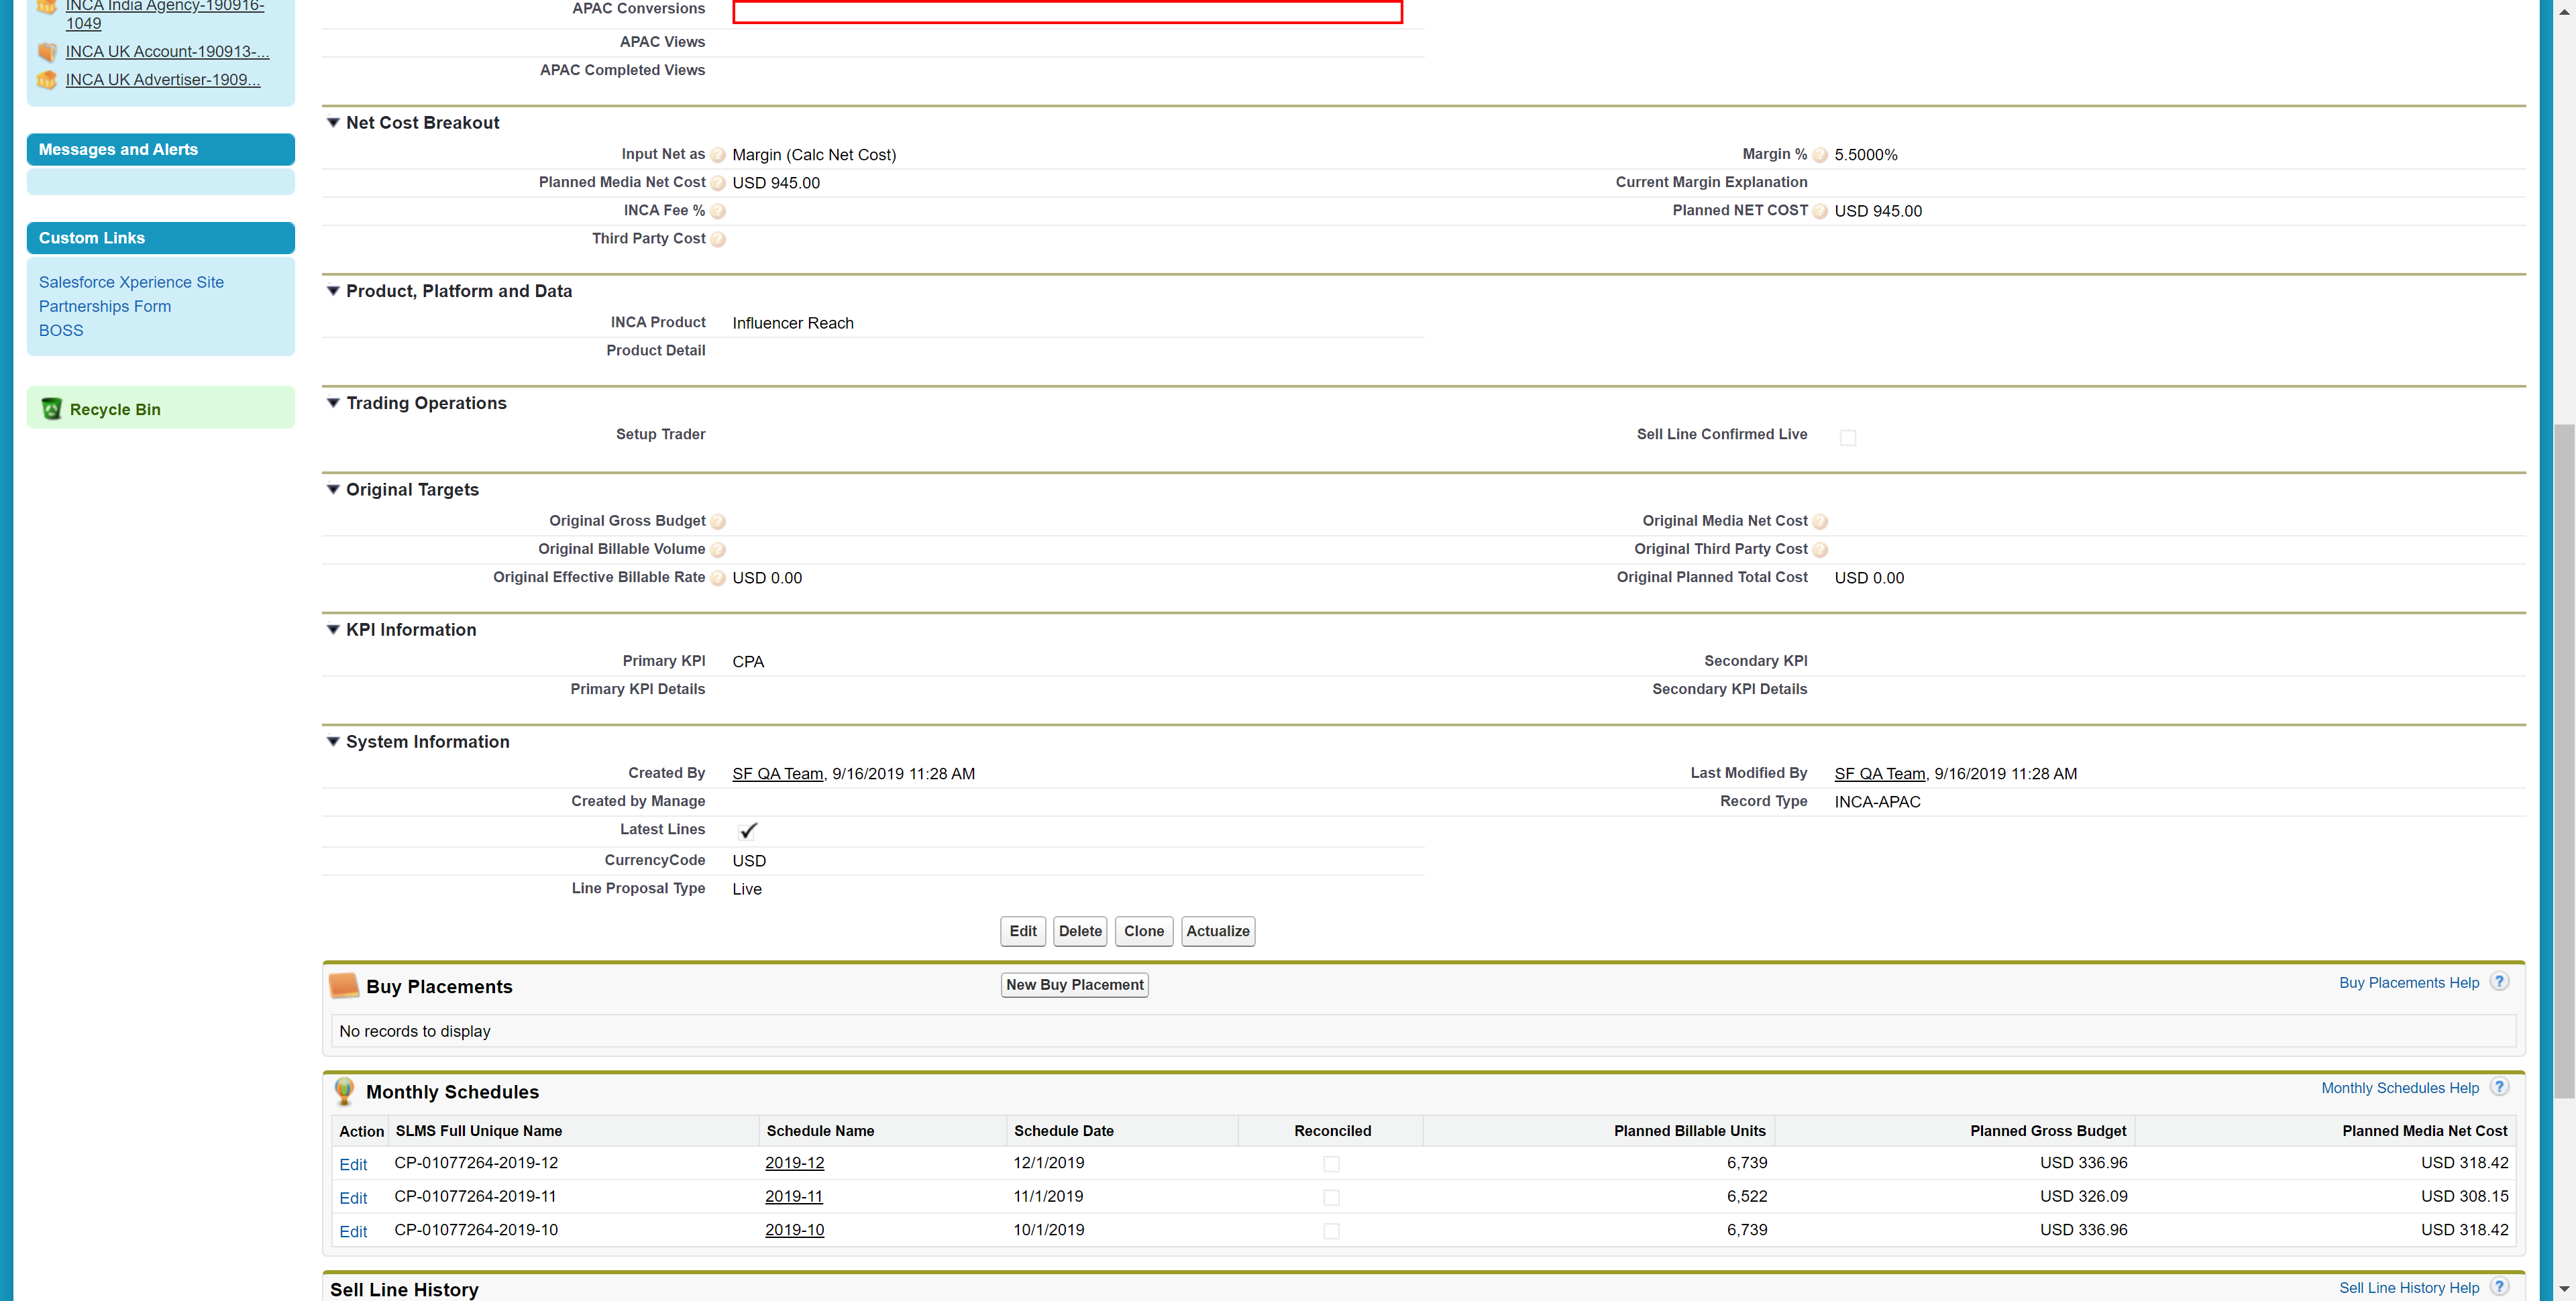 INCA India Agency-190916-
1049
INCA UK Account-190913-...
INCA UK Advertiser-1909...
Messages and Alerts
Custom Links
Salesforce Xperience Site
Partnerships Form
BOSS
Recycle Bin
APAC Conversions
APAC Views
APAC Completed Views
Net Cost Breakout
Input Net as Margin (Calc Net Cost) Margin % 5.5000%
Planned Media Net Cost USD 945.00 Current Margin Explanation
INCA Fee % Planned NET COST USD 945.00
Third Party Cost
Product, Platform and Data
INCA Product Influencer Reach
Product Detail
Trading Operations
Setup Trader Sell Line Confirmed Live
Original Targets
Original Gross Budget Original Media Net Cost
Original Billable Volume Original Third Party Cost
Original Effective Billable Rate USD 0.00 Original Planned Total Cost USD 0.00
KPI Information
Primary KPI CPA Secondary KPI
Primary KPI Details Secondary KPI Details
System Information
Created By SF QA Team, 9/16/2019 11:28 AM Last Modified By SF QA Team, 9/16/2019 11:28 AM
Created by Manage Record Type INCA-APAC
Latest Lines
CurrencyCode USD
Line Proposal Type Live
Edit Delete Clone Actualize
Buy Placements New Buy Placement Buy Placements Help ?
No records to display
Monthly Schedules Monthly Schedules Help ?
Action SLMS Full Unique Name Schedule Name Schedule Date Reconciled Planned Billable Units Planned Gross Budget Planned Media Net Cost
Edit CP-01077264-2019-12 2019-12 12/1/2019 6,739 USD 336.96 USD 318.42
Edit CP-01077264-2019-11 2019-11 11/1/2019 6,522 USD 326.09 USD 308.15
Edit CP-01077264-2019-10 2019-10 10/1/2019 6,739 USD 336.96 USD 318.42
Sell Line History Sell Line History Help ?